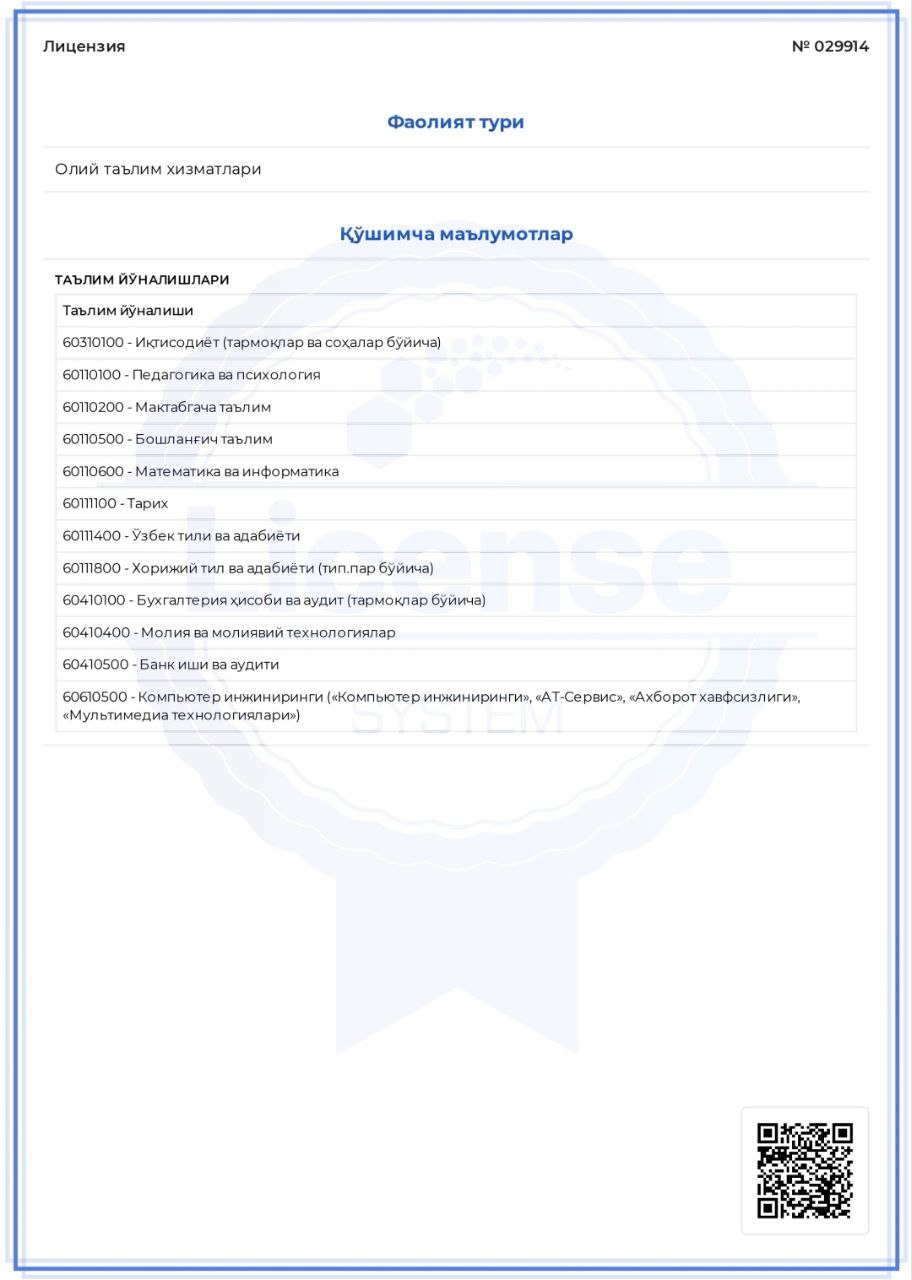 Лицензия
№ 029914
Фаолият тури
Олий таълим хизматлари
Қўшимча маълумотлар
ТАЪЛИМ ЙЎНАЛИШЛАРИ
Таълим йўналиши
60310100 - Иқтисодиёт (тармоқлар ва соҳалар бўйича)
60110100 - Педагогика ва психология
60110200 - Мактабгача таълим
60110500 - Бошланғич таълим
60110600 - Математика ва информатика
60111100 - Тарих
60111400 - Ўзбек тили ва адабиёти
60111800 - Хорижий тил ва адабиёти (тип.пар бўйича)
60410100 - Бухгалтерия ҳисоби ва аудит (тармоқлар бўйича)
60410400 - Молия ва молиявий технологиялар
60410500 - Банк иши ва аудити
60610500 - Компьютер инжиниринги («Компьютер инжиниринги», «АТ-Сервис», «Ахборот хавфсизлиги»,
«Мультимедиа технологиялари»)
License
SYSTEM